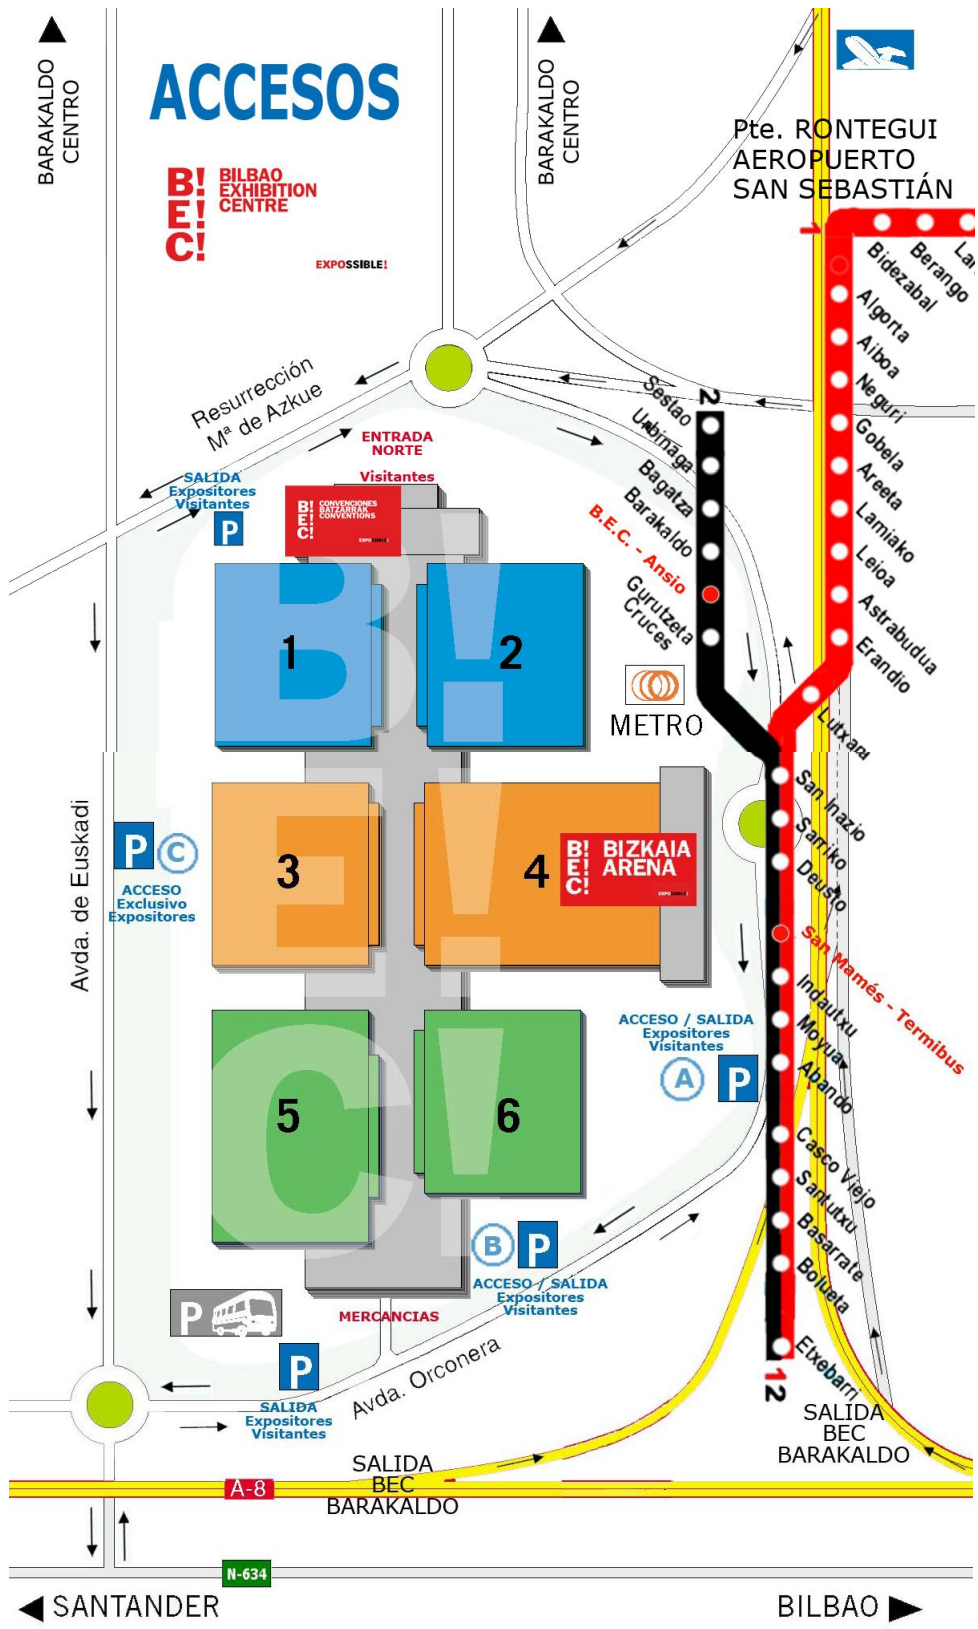 BARAKALDO
CENTRO
ACCESOS
BARAKALDO
CENTRO
B!
E!
C!
BILBAO
EXHIBITION
CENTRE
EXPOSSIBLE!
Pte. RONTEGUI
AEROPUERTO
SAN SEBASTIÁN
1
Bidezabal
Berango
Algorta
Aiboa
Neguri
Gobela
Areeta
Lamiako
Leioa
Astrabudua
Erandio
Lutxana
2
Sestao
Urbinaga
Bagatza
Barakaldo
B.E.C. - Ansio
Gurutzeta
Cruces
METRO
San Inazio
Sarriko
Deusto
San Mamés - Termibus
Indautxu
Moyua
Abando
Casco Viejo
Santutxu
Basarrate
Bolueta
Etxebarri
12
Resurrección
Mª de Azkue
ENTRADA
NORTE
Visitantes
SALIDA
Expositores
Visitantes
P
B!
E!
C!
CONVENCIONES
BATZARRAK
CONVENTIONS
EXPOSSIBLE!
B!
E!
C!
1
2
3
4
B!
E!
C!
BIZKAIA
ARENA
EXPOSSIBLE!
5
6
Avda. de Euskadi
P C
ACCESO
Exclusivo
Expositores
ACCESO / SALIDA
Expositores
Visitantes
A P
B P
ACCESO / SALIDA
Expositores
Visitantes
MERCANCIAS
P
P
SALIDA
Expositores
Visitantes
Avda. Orconera
SALIDA
BEC
BARAKALDO
SALIDA
BEC
BARAKALDO
A-8
N-634
SANTANDER
BILBAO